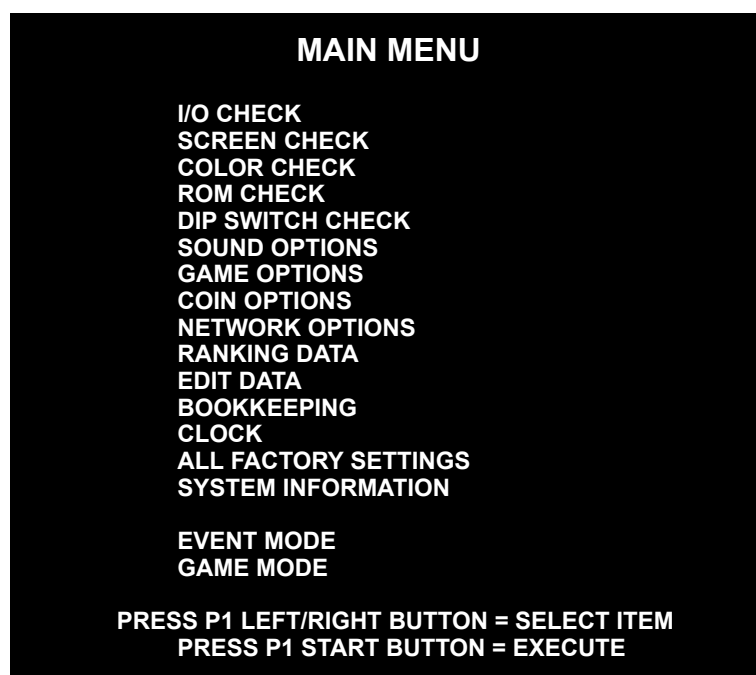 MAIN MENU
I/O CHECK
SCREEN CHECK
COLOR CHECK
ROM CHECK
DIP SWITCH CHECK
SOUND OPTIONS
GAME OPTIONS
COIN OPTIONS
NETWORK OPTIONS
RANKING DATA
EDIT DATA
BOOKKEEPING
CLOCK
ALL FACTORY SETTINGS
SYSTEM INFORMATION
EVENT MODE
GAME MODE
PRESS P1 LEFT/RIGHT BUTTON = SELECT ITEM
PRESS P1 START BUTTON = EXECUTE